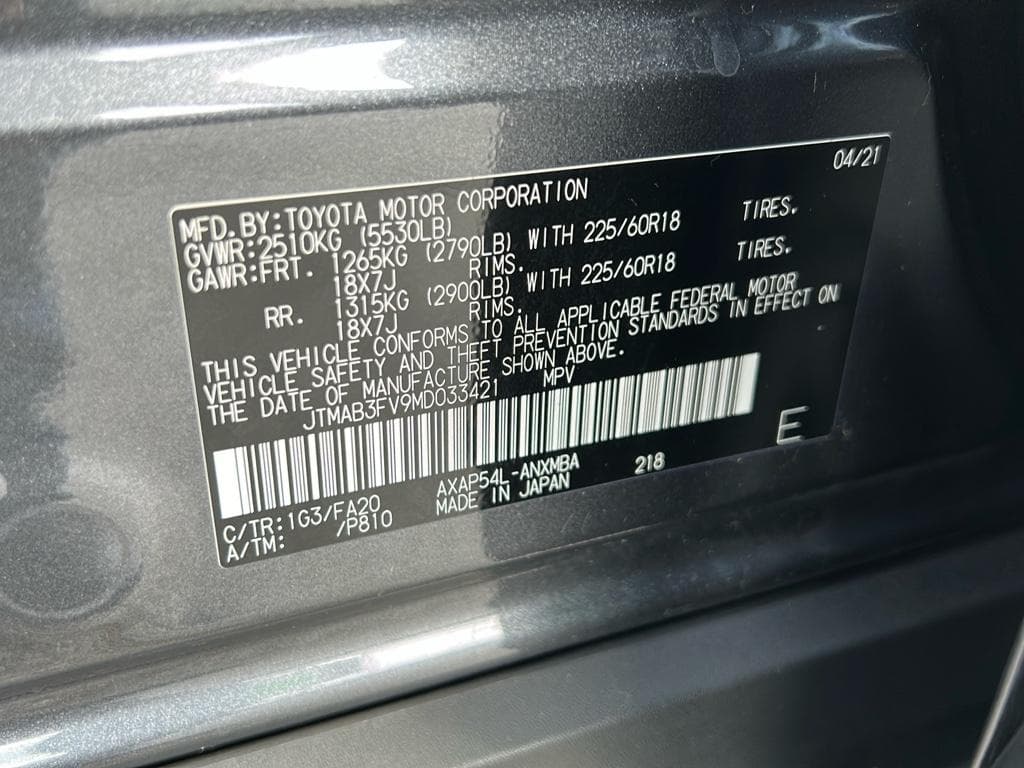 04/21
MFD.BY:TOYOTA MOTOR CORPORATION
GVWR:2510KG (5530LB)
GAWR:FRT. 1265KG (2790LB) WITH 225/60R18 TIRES.
18X7J RIMS.
RR. 1315KG (2900LB) WITH 225/60R18 TIRES.
18X7J RIMS.
THIS VEHICLE CONFORMS TO ALL APPLICABLE FEDERAL MOTOR
VEHICLE SAFETY AND THEFT PREVENTION STANDARDS IN EFFECT ON
THE DATE OF MANUFACTURE SHOWN ABOVE.
JTMAB3FV9MD033421 MPV
E
C/TR:1G3/FA20 AXAP54L-ANXMBA 218
A/TM: /P810 MADE IN JAPAN